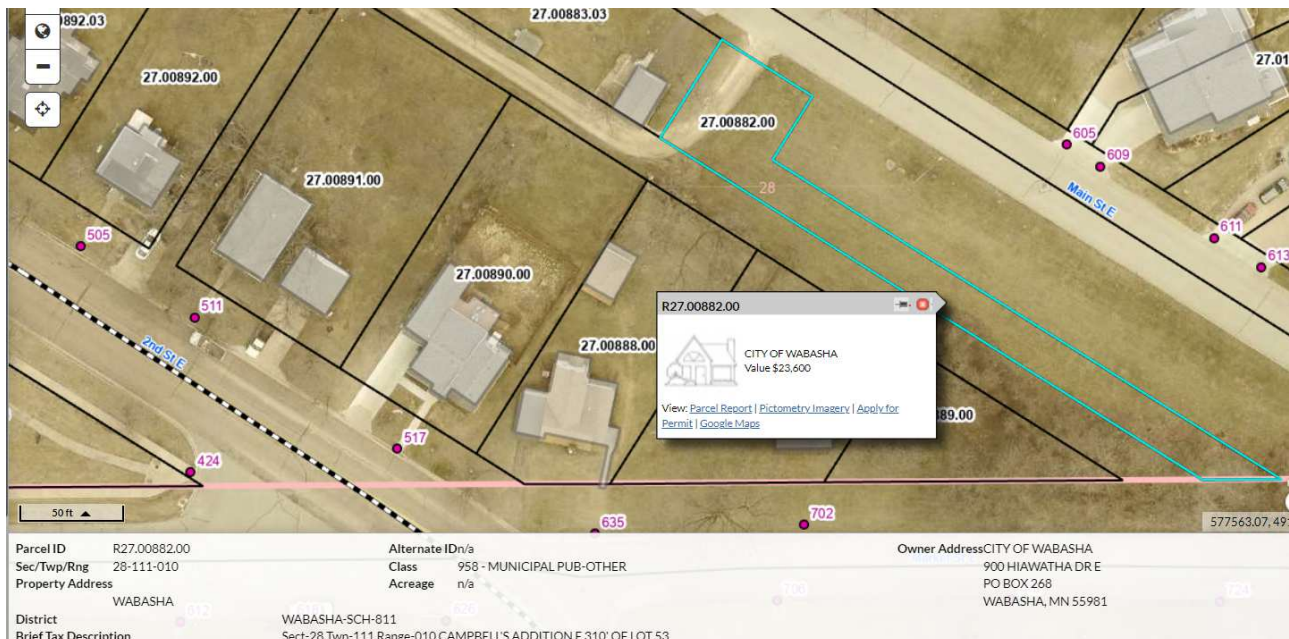 892.03
27.00883.03
27.00892.00
27.01
27.00882.00
605
609
28
27.00891.00
Main St E
505
611
613
27.00890.00
R27.00882.00
511
2nd St E
27.00888.00
CITY OF WABASHA
Value $23,600
View: Parcel Report | Pictometry Imagery | Apply for
Permit | Google Maps
89.00
517
424
50 ft
635
702
577563.07, 491
Parcel ID R27.00882.00 Alternate ID n/a Owner Address CITY OF WABASHA
Sec/Twp/Rng 28-111-010 Class 958 - MUNICIPAL PUB-OTHER 900 HIAWATHA DR E
Property Address Acreage n/a PO BOX 268
WABASHA WABASHA, MN 55981
706
724
612
626
District WABASHA-SCH-811
Brief Tax Description Sect-28 Twp-111 Range-010 CAMPBELL'S ADDITION E 310' OF LOT 53